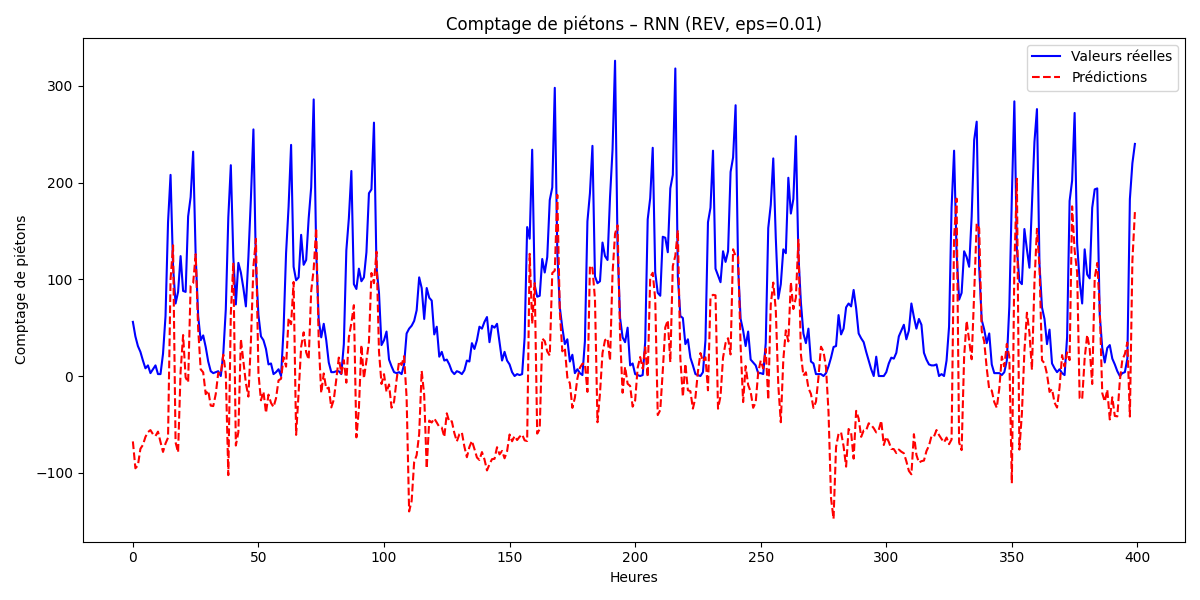 Comptage de piétons – RNN (REV, eps=0.01)
Valeurs réelles
Prédictions
Comptage de piétons
300
200
100
0
−100
0 50 100 150 200 250 300 350 400
Heures